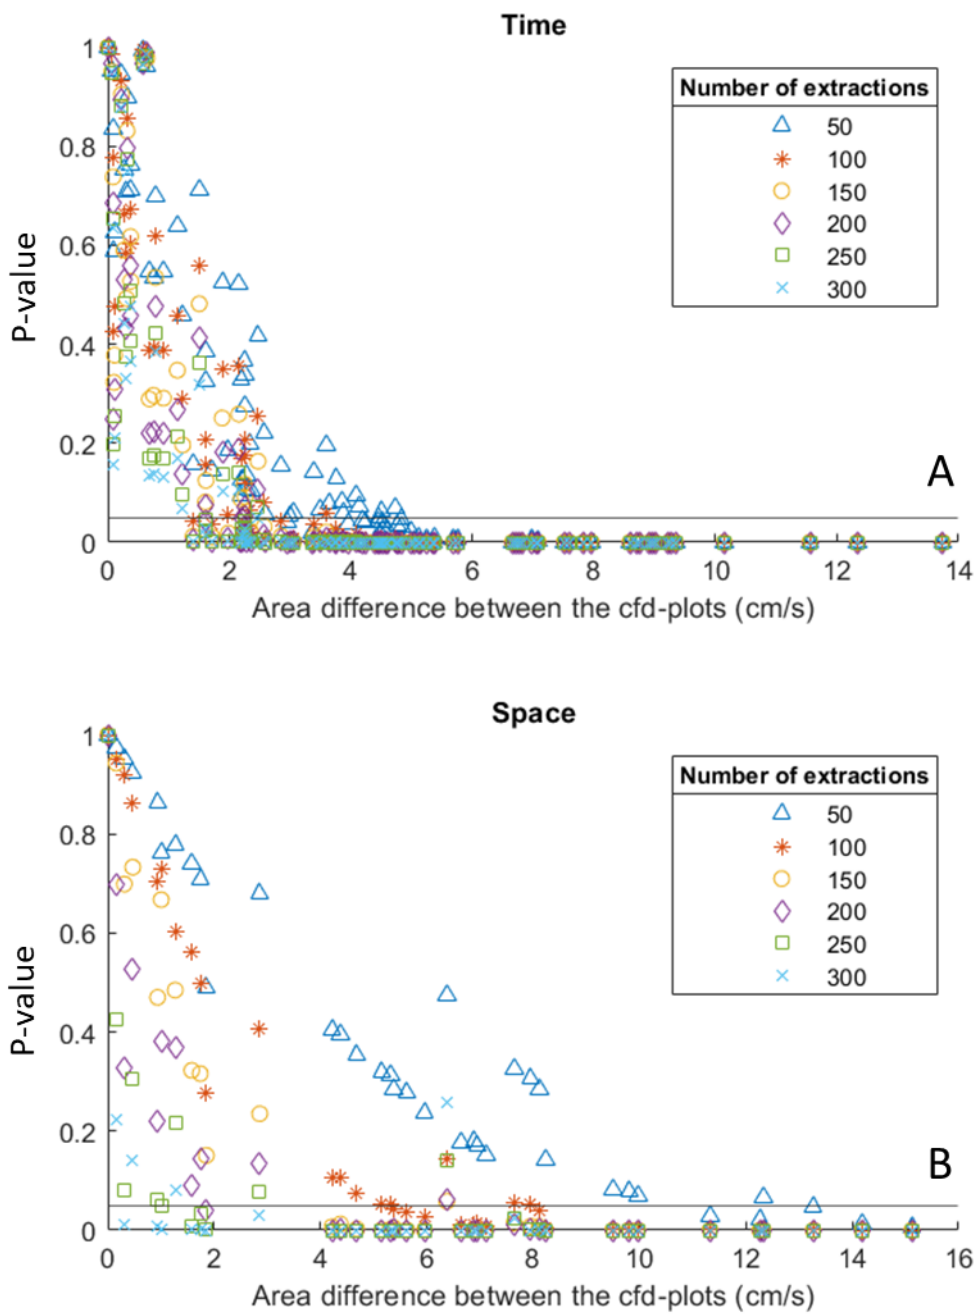 Time
1
0.8
0.6
0.4
0.2
0
P-value
Number of extractions
50
100
150
200
250
300
A
0 2 4 6 8 10 12 14
Area difference between the cfd-plots (cm/s)
Space
1
0.8
0.6
0.4
0.2
0
P-value
Number of extractions
50
100
150
200
250
300
B
0 2 4 6 8 10 12 14 16
Area difference between the cfd-plots (cm/s)